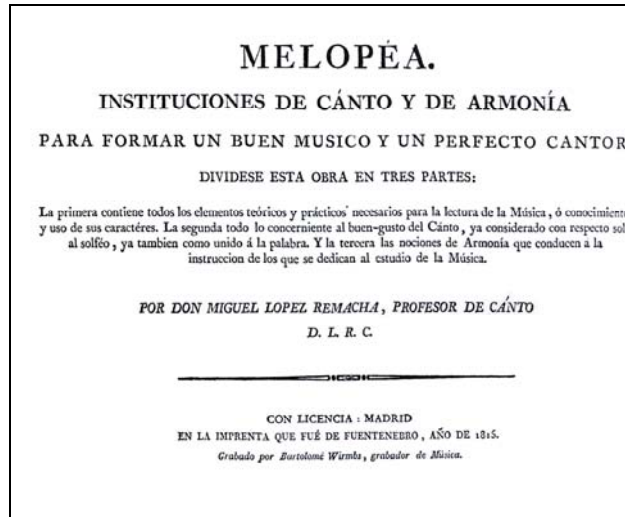 MELOPÉA.
INSTITUCIONES DE CÁNTO Y DE ARMONÍA
PARA FORMAR UN BUEN MUSICO Y UN PERFECTO CANTOR
DIVIDESE ESTA OBRA EN TRES PARTES:
La primera contiene todos los elementos teóricos y prácticos necesarios para la lectura de la Música, ó conocimient
y uso de sus caractéres. La segunda todo lo concerniente al buen-gusto del Cánto, ya considerado con respecto sol
al solféo, ya tambien como unido á la palabra. Y la tercera las nociones de Armonía que conducen á la
instruccion de los que se dedican al estudio de la Música.
POR DON MIGUEL LOPEZ REMACHA, PROFESOR DE CÁNTO
D. L. R. C.
CON LICENCIA: MADRID
EN LA IMPRENTA QUE FUÉ DE FUENTENEBRO, AÑO DE 1815.
Grabado por Bartolomé Wirmbs, grabador de Música.